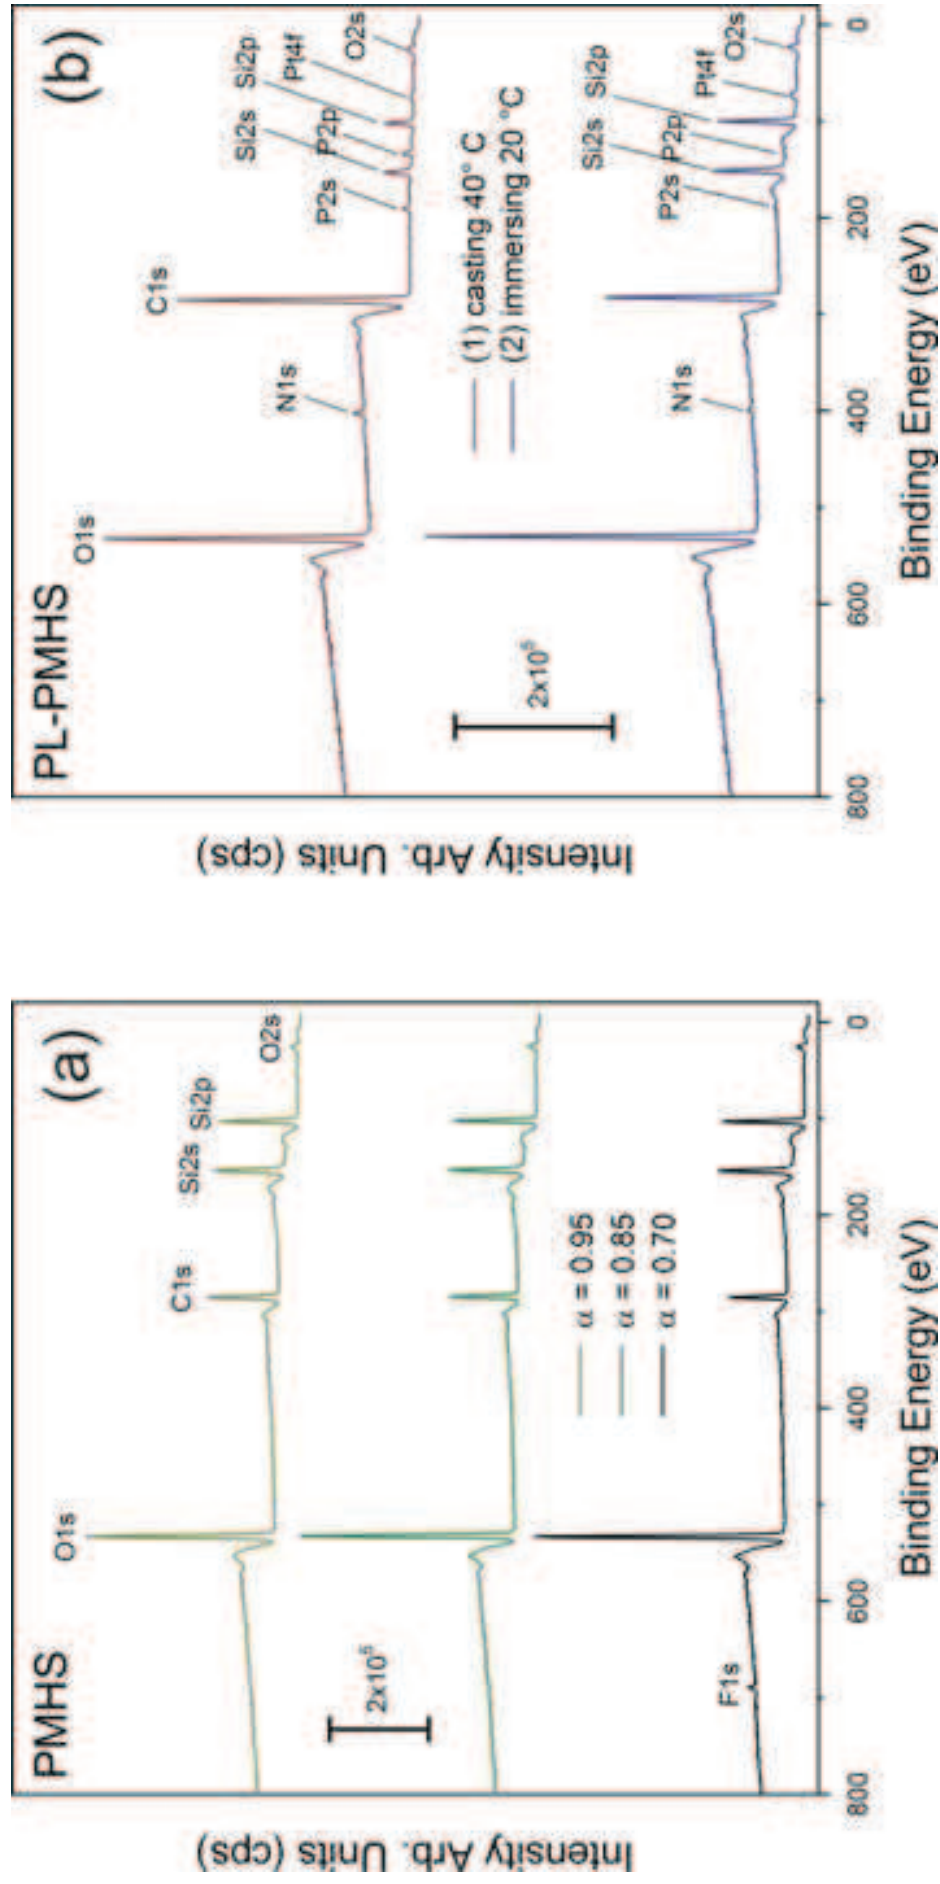 PMHS
(a)
O1s
C1s
Si2s
Si2p
O2s
2x10⁵
α = 0.95
α = 0.85
α = 0.70
F1s
800
600
400
200
0
Binding Energy (eV)
Intensity Arb. Units (cps)
PL-PMHS
(b)
O1s
N1s
C1s
P2s
Si2s
P2p
Si2p
Pt4f
O2s
(1) casting 40° C
(2) immersing 20 °C
2x10⁵
N1s
P2s
Si2s
P2p
Si2p
Pt4f
O2s
800
600
400
200
0
Binding Energy (eV)
Intensity Arb. Units (cps)